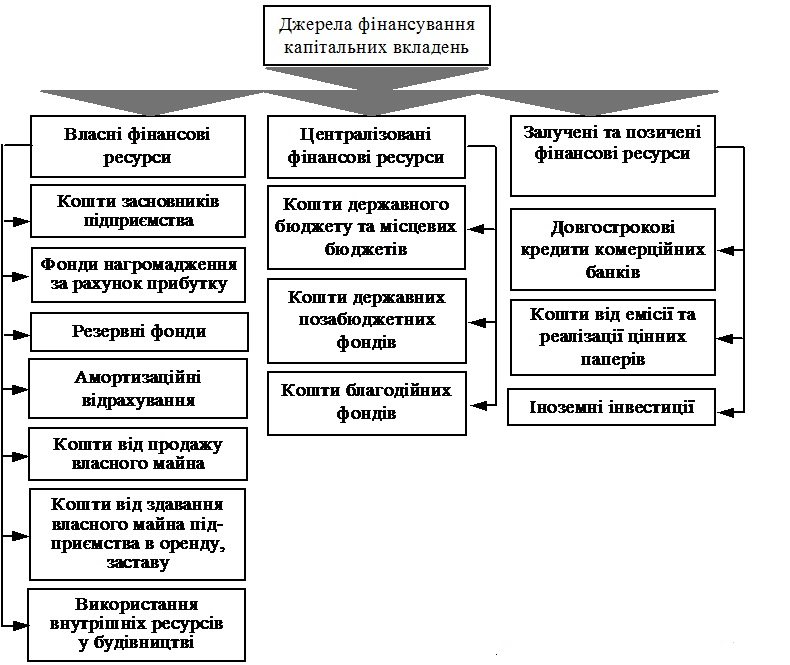 Джерела фінансування
капітальних вкладень
Власні фінансові
ресурси
Кошти засновників
підприємства
Фонди нагромадження
за рахунок прибутку
Резервні фонди
Амортизаційні
відрахування
Кошти від продажу
власного майна
Кошти від здавання
власного майна під-
приємства в оренду,
заставу
Використання
внутрішніх ресурсів
у будівництві
Централізовані
фінансові ресурси
Кошти державного
бюджету та місцевих
бюджетів
Кошти державних
позабюджетних
фондів
Кошти благодійних
фондів
Залучені та позичені
фінансові ресурси
Довгострокові
кредити комерційних
банків
Кошти від емісії та
реалізації цінних
паперів
Іноземні інвестиції